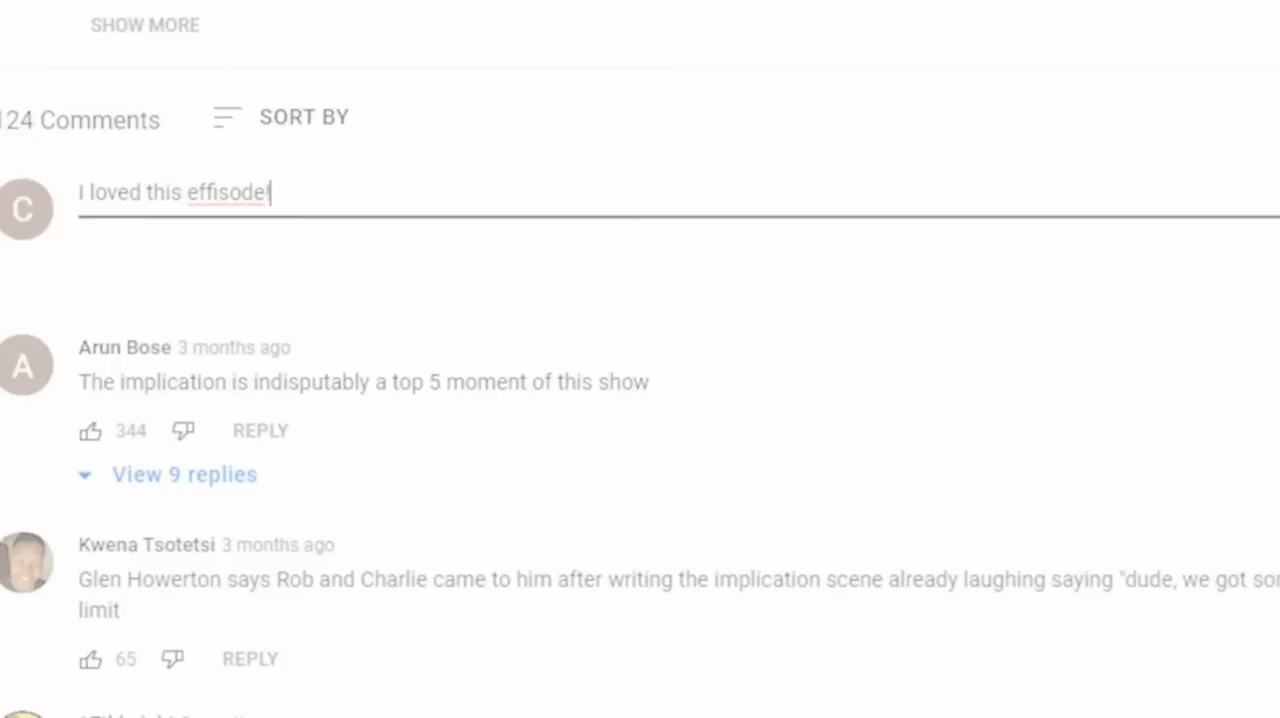 SHOW MORE
124 Comments
SORT BY
C
I loved this effisode!
A
Arun Bose 3 months ago
The implication is indisputably a top 5 moment of this show
344
REPLY
View 9 replies
Kwena Tsotetsi 3 months ago
Glen Howerton says Rob and Charlie came to him after writing the implication scene already laughing saying "dude, we got
limit
65
REPLY